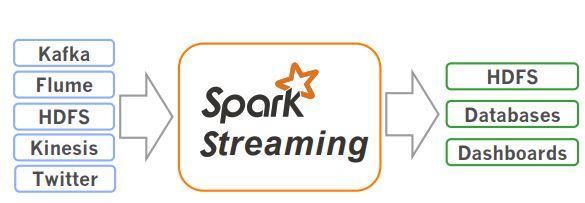 Kafka
Flume
HDFS
Kinesis
Twitter
Spark
Streaming
HDFS
Databases
Dashboards